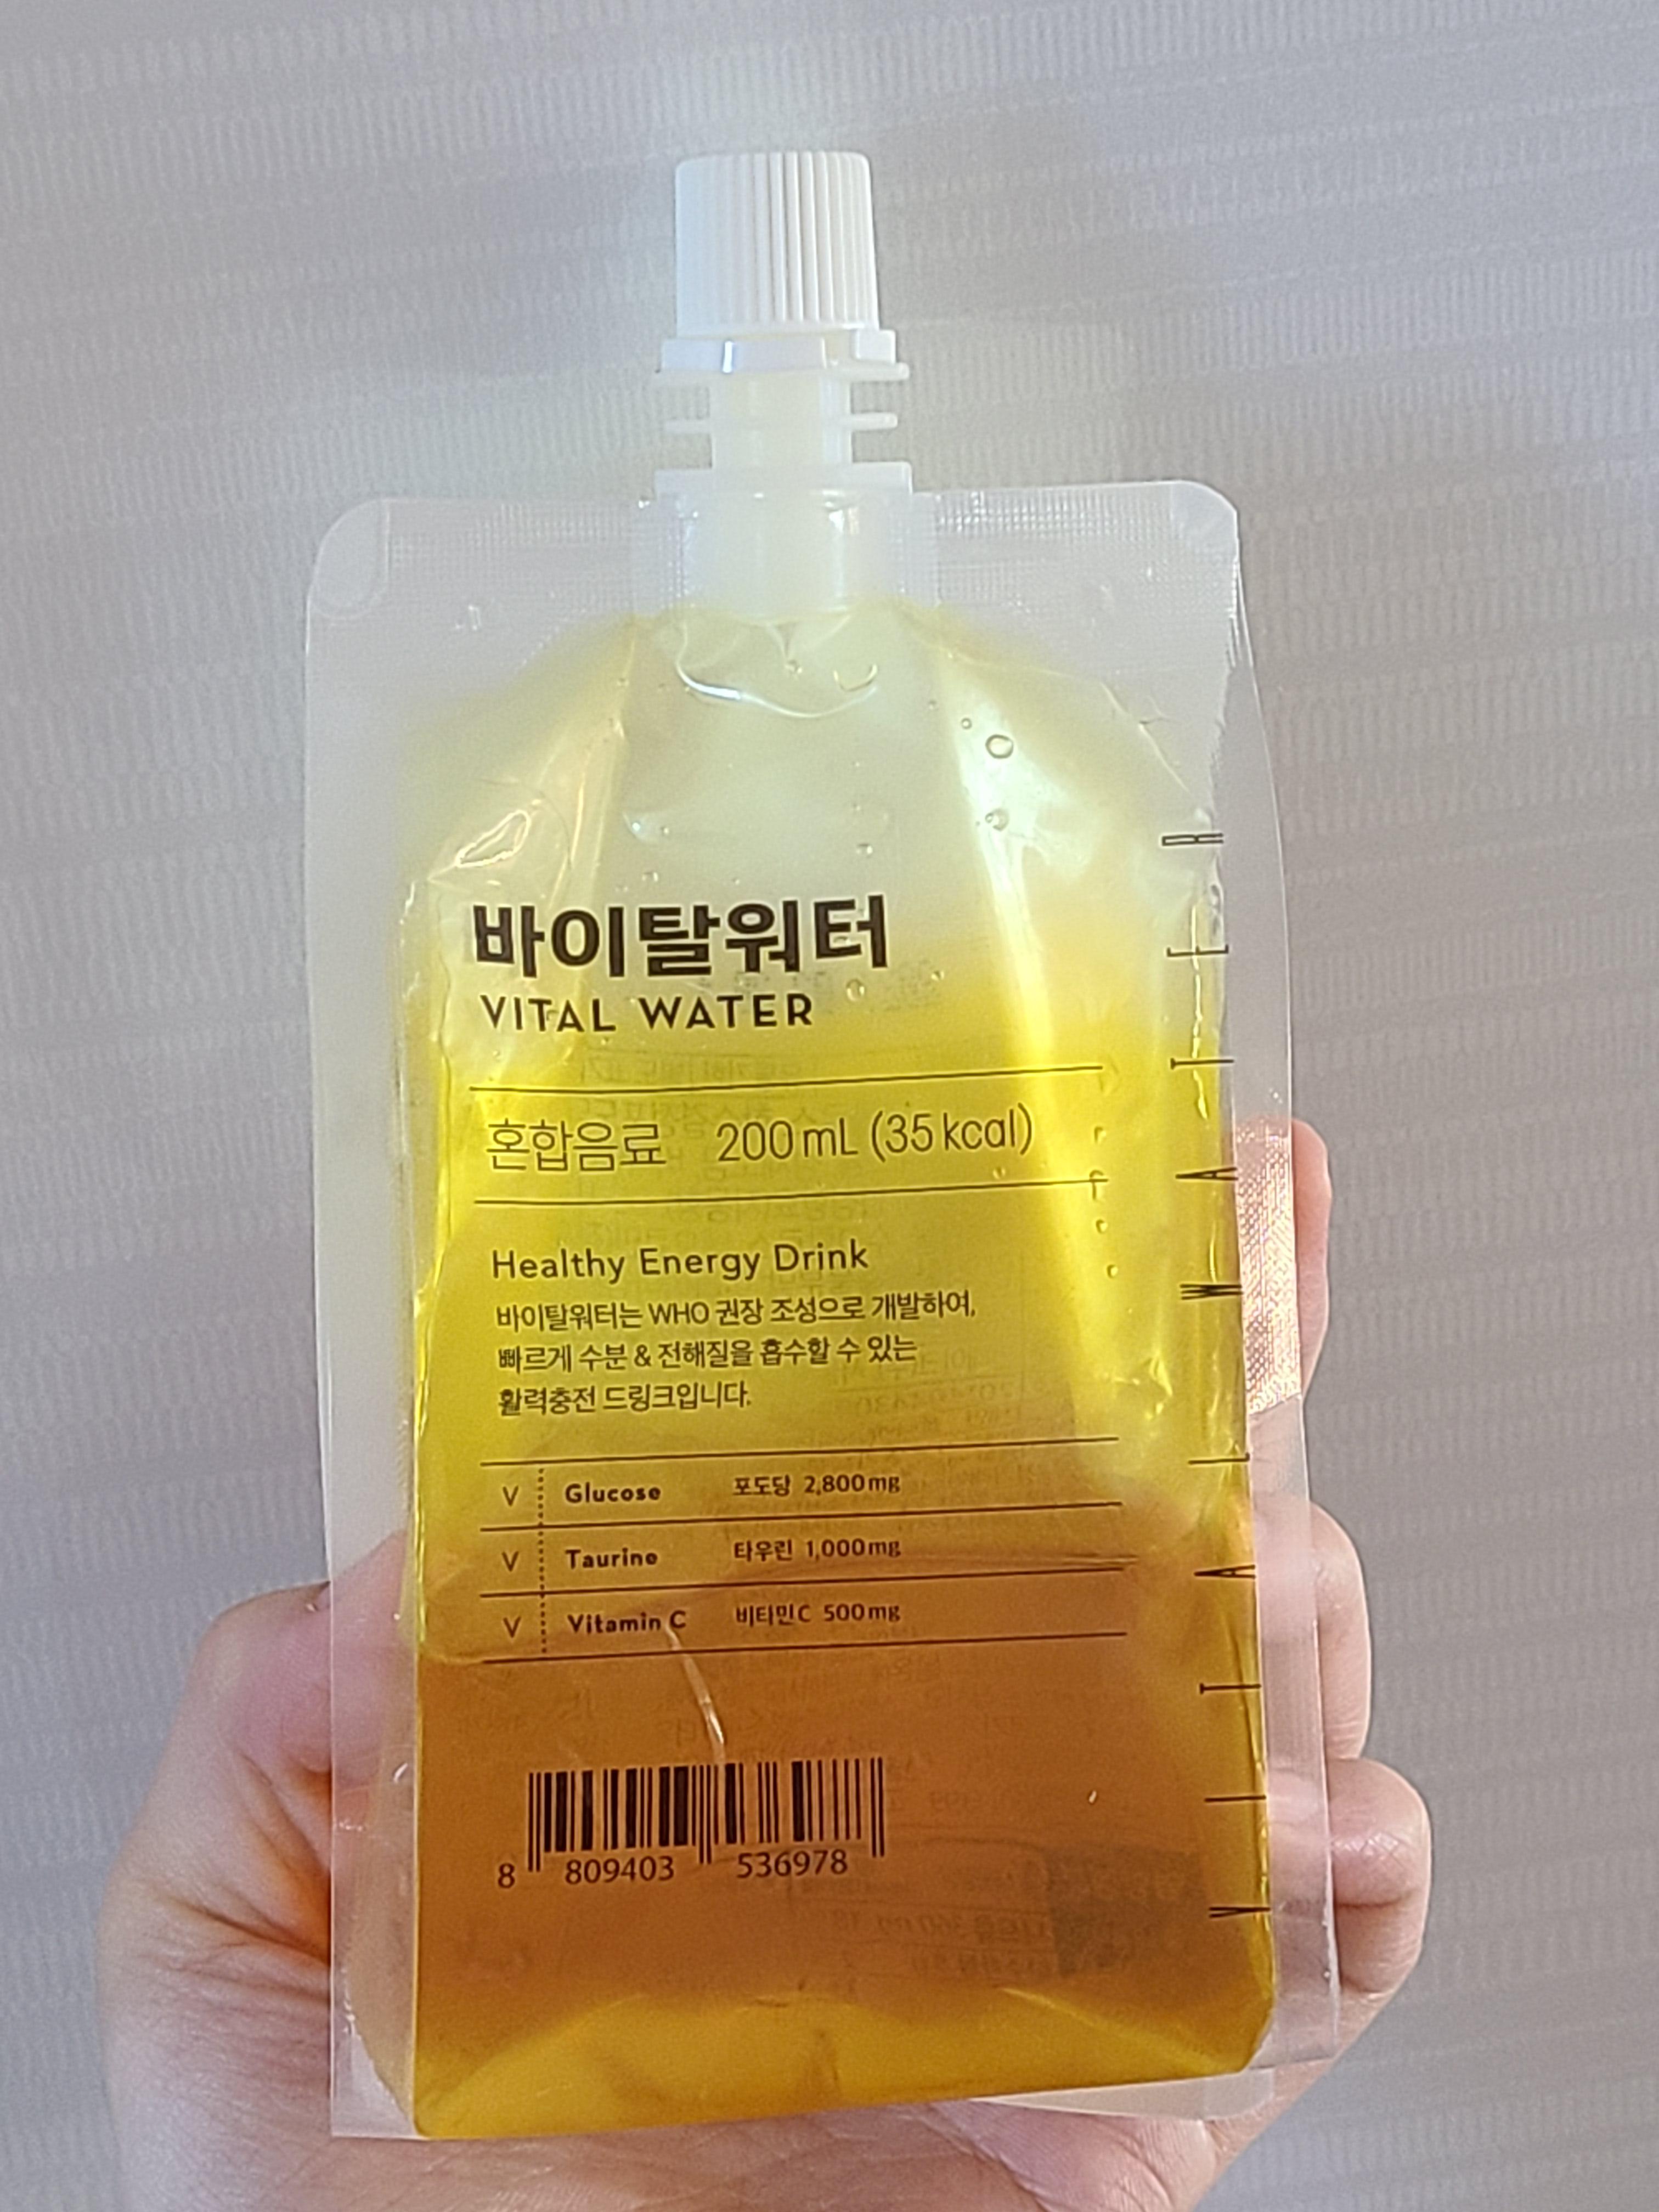 바이탈워터
VITAL WATER
혼합음료 200 mL (35 kcal)
Healthy Energy Drink
바이탈워터는 WHO 권장 조성으로 개발하여,
빠르게 수분 & 전해질을 흡수할 수 있는
활력충전 드링크입니다.
V Glucose 포도당 2,800mg
V Taurine 타우린 1,000mg
V Vitamin C 비타민C 500mg
8 809403 536978
VITAL WATER